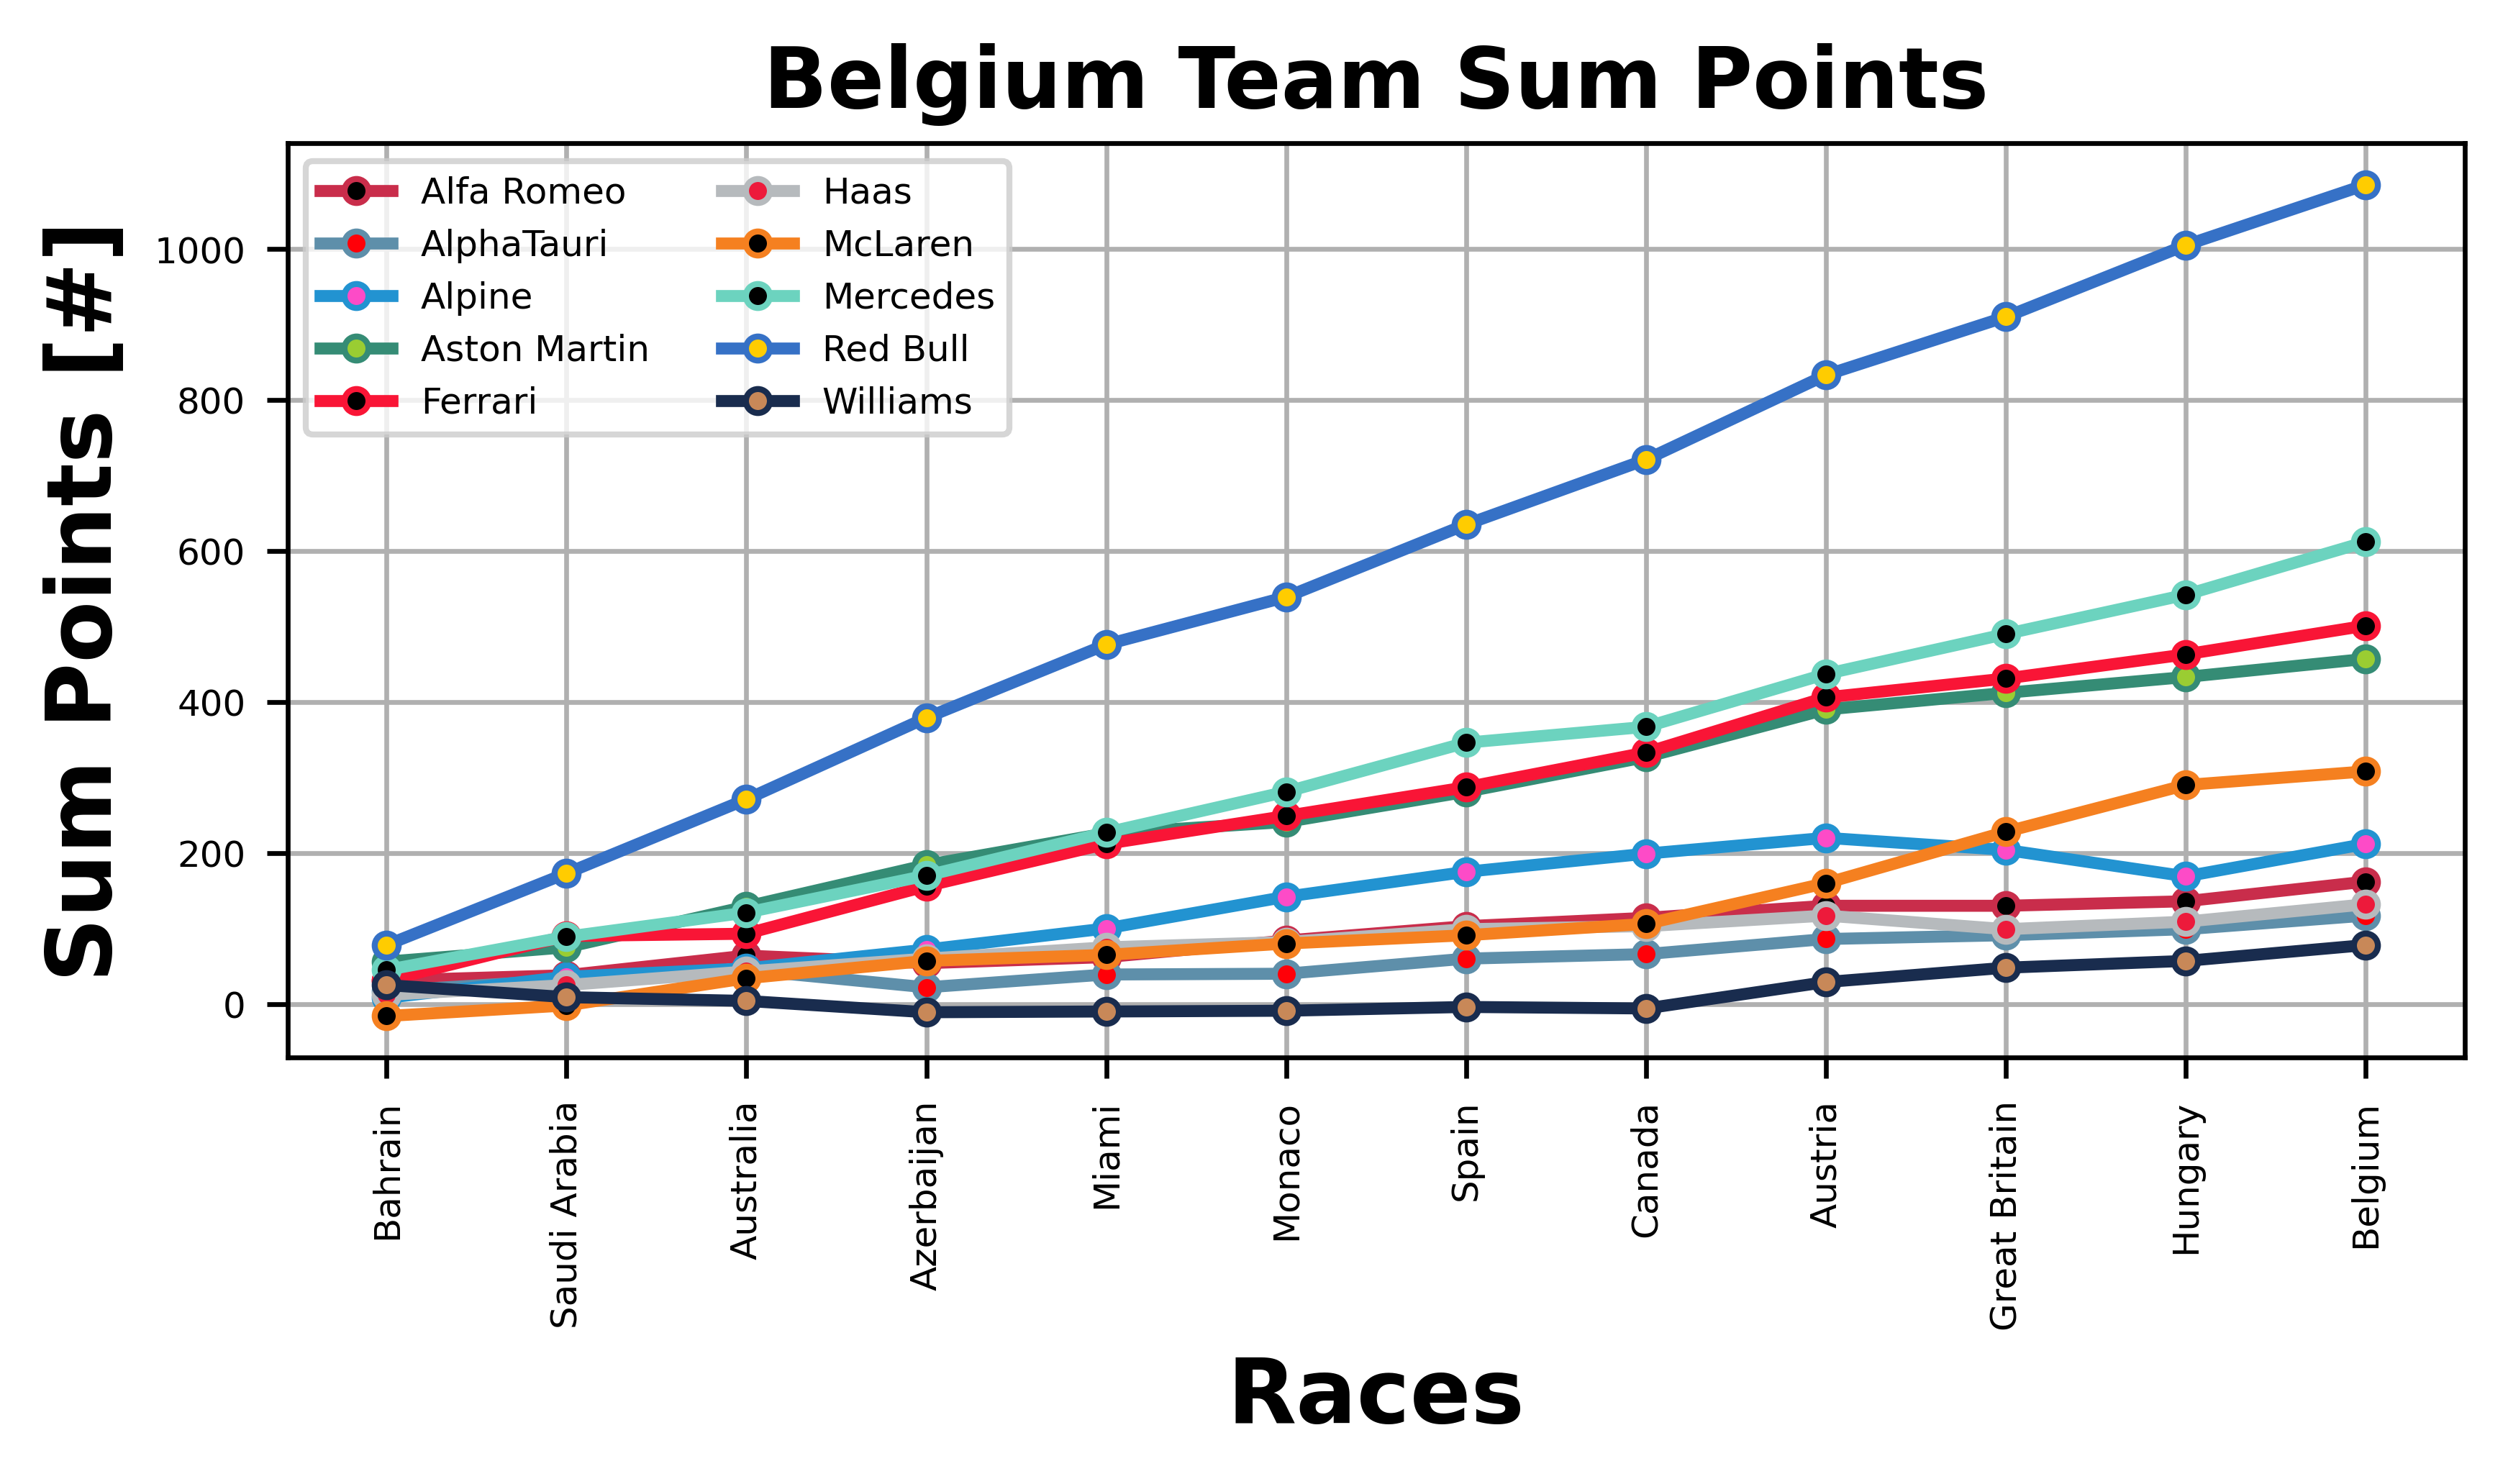 Belgium Team Sum Points
Sum Points [#]
1000
800
600
400
200
0
Alfa Romeo
AlphaTauri
Alpine
Aston Martin
Ferrari
Haas
McLaren
Mercedes
Red Bull
Williams
Bahrain
Saudi Arabia
Australia
Azerbaijan
Miami
Monaco
Spain
Canada
Austria
Great Britain
Hungary
Belgium
Races